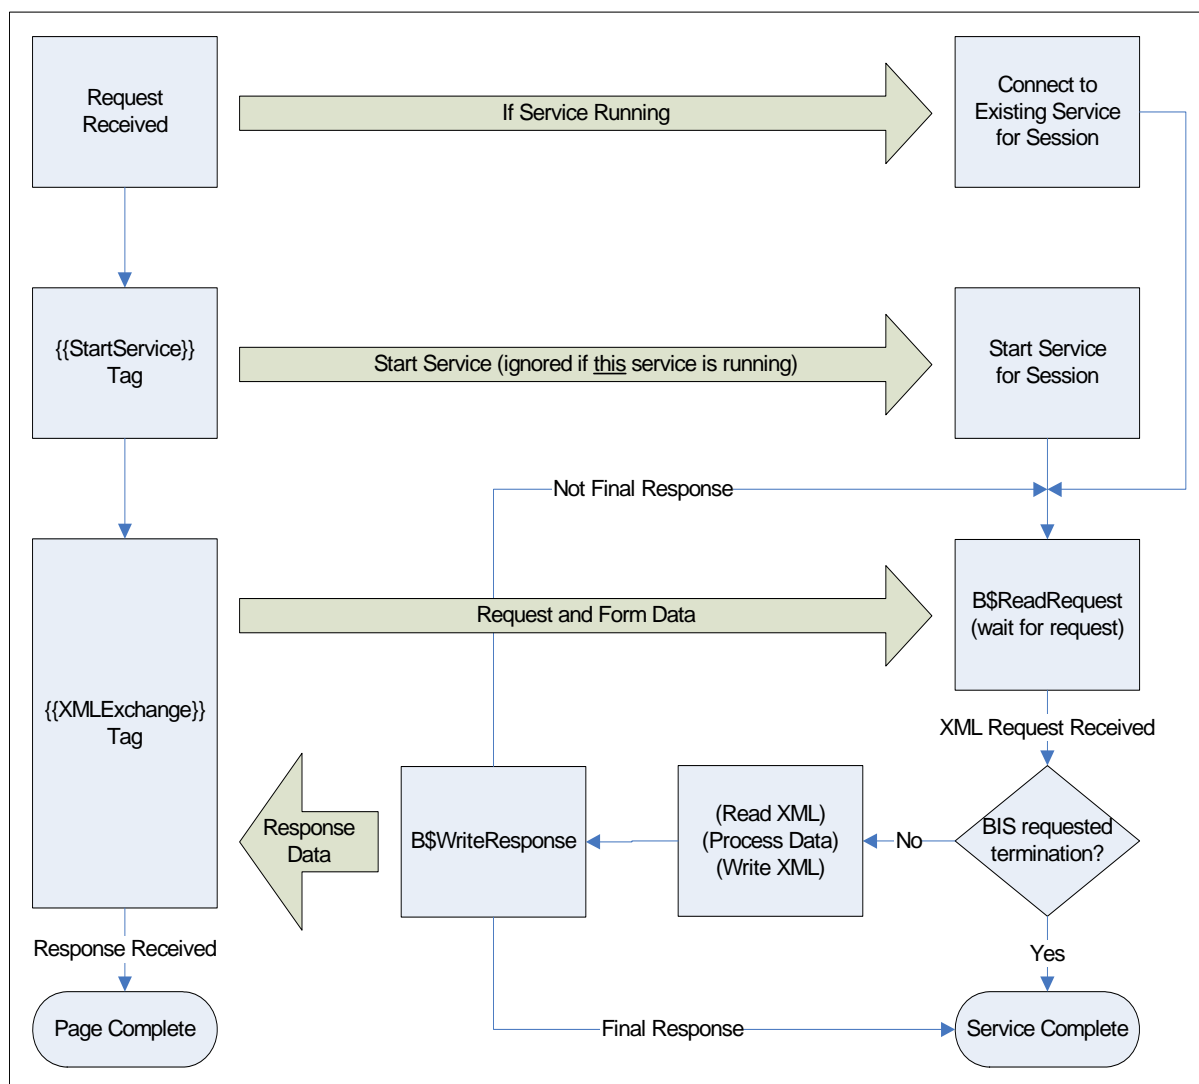 Request
Received
If Service Running
Connect to
Existing Service
for Session
{{StartService}}
Tag
Start Service (ignored if this service is running)
Start Service
for Session
Not Final Response
{{XMLExchange}}
Tag
Request and Form Data
B$ReadRequest
(wait for request)
XML Request Received
Response
Data
B$WriteResponse
(Read XML)
(Process Data)
(Write XML)
No
BIS requested
termination?
Response Received
Yes
Page Complete
Final Response
Service Complete